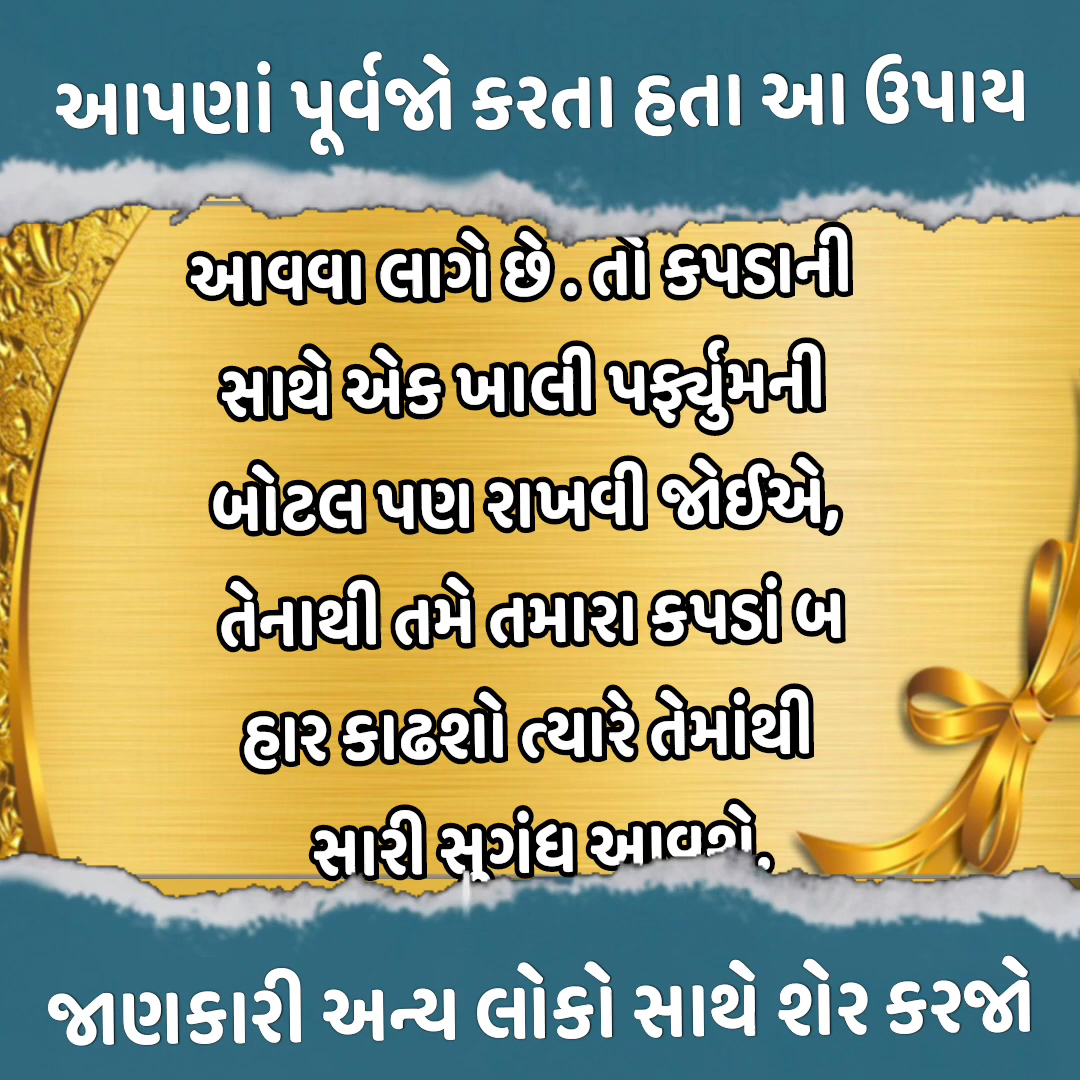 આપણાં પૂર્વજો કરતા હતા આ ઉપાય
આવવા લાગે છે . તો કપડાની
સાથે એક ખાલી પર્ફ્યુમની
બોટલ પણ રાખવી જોઈએ,
તેનાથી તમે તમારા કપડાં બ
હાર કાઢશો ત્યારે તેમાંથી
સારી સુગંધ આવશે.
જાણકારી અન્ય લોકો સાથે શેર કરજો